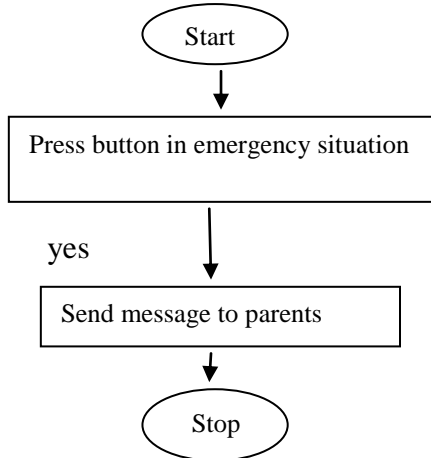 Start
Press button in emergency situation
yes
Send message to parents
Stop